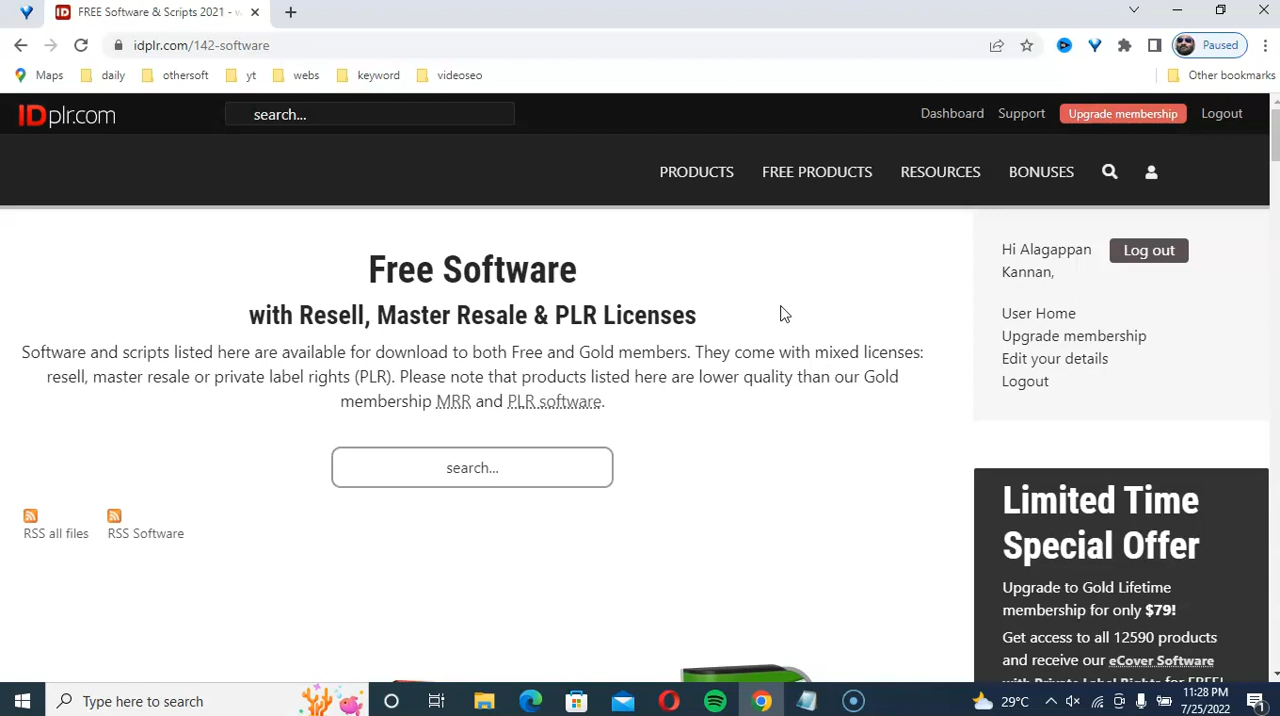 FREE Software & Scripts 2021 -
idplr.com/142-software
Paused
Maps daily othersoft yt webs keyword videoseo Other bookmarks
IDplr.com search... Dashboard Support Upgrade membership Logout
PRODUCTS FREE PRODUCTS RESOURCES BONUSES
Free Software
with Resell, Master Resale & PLR Licenses
Software and scripts listed here are available for download to both Free and Gold members. They come with mixed licenses:
resell, master resale or private label rights (PLR). Please note that products listed here are lower quality than our Gold
membership MRR and PLR software.
search...
RSS all files RSS Software
Hi Alagappan Log out
Kannan,
User Home
Upgrade membership
Edit your details
Logout
Limited Time
Special Offer
Upgrade to Gold Lifetime
membership for only $79!
Get access to all 12590 products
and receive our eCover Software
with Private Label Rights for FREE!
Type here to search
29°C
11:28 PM
7/25/2022
1